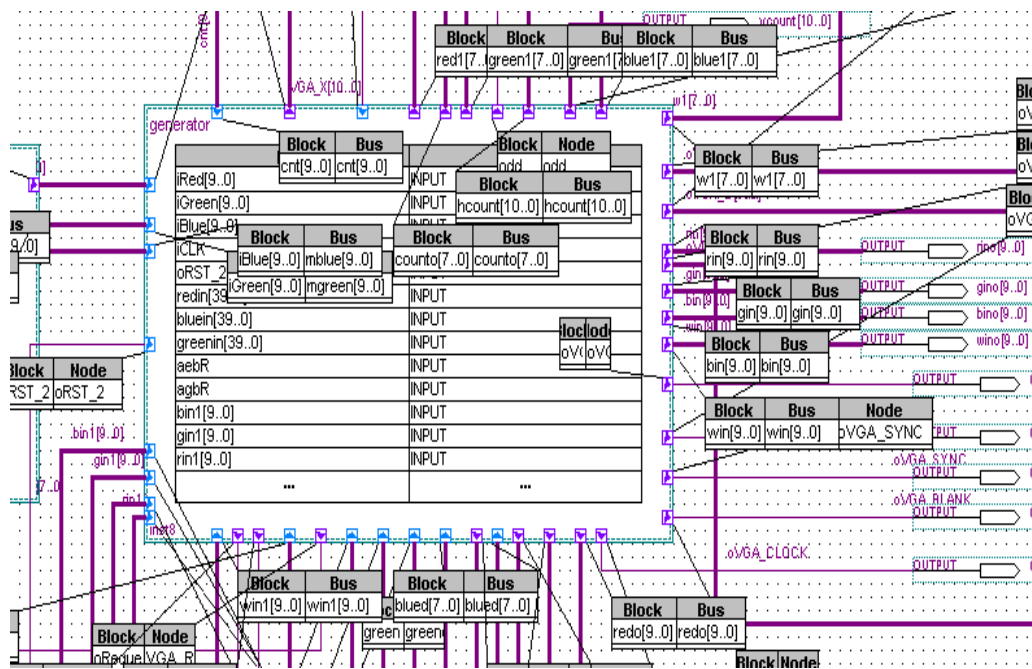 OUTPUT xcount[10..0]
cnt[9
Block Block Bus Block Bus
red1[7..0 green1[7..0] green1[7 blue1[7..0] blue1[7..0]
VGA_X[10..0]
w1[7..0]
generator
Block Bus
cnt[9..0] cnt[9..0]
Block Node
odd odd
Block Bus
w1[7..0] w1[7..0]
iRed[9..0] INPUT
Block Bus
hcount[10..0] hcount[10..0]
iGreen[9..0] INPUT
iBlue[9..0] INPUT
iCLK
Block Bus
iBlue[9..0] mblue[9..0]
Block Bus
counto[7..0] counto[7..0]
Block Bus
rin[9..0] rin[9..0]
OUTPUT rino[9..0]
oRST_2 INPUT
iGreen[9..0] mgreen[9..0]
redin[39 INPUT
Block Bus
gin[9..0] gin[9..0]
OUTPUT gino[9..0]
bluein[39..0] INPUT
OUTPUT bino[9..0]
greenin[39..0] INPUT
Block Bus
bin[9..0] bin[9..0]
OUTPUT wino[9..0]
aebR INPUT
Block Node
RST_2 oRST_2
OUTPUT
agbR INPUT
bin1[9..0] INPUT
Block Bus Node
win[9..0] win[9..0] oVGA_SYNC
gin1[9..0] INPUT
.bin1[9..0]
rin1[9..0] INPUT
.gin1[9..0]
oVGA_SYNC
OUTPUT
... ...
.oVGA_BLANK
OUTPUT
rin1
inst8
.oVGA_CLOCK
OUTPUT
Block Bus
win1[9..0] win1[9..0]
Block Bus
blued[7..0] blued[7..0]
green green
Block Bus
redo[9..0] redo[9..0]
Block Node
oReque VGA_R
Block Node